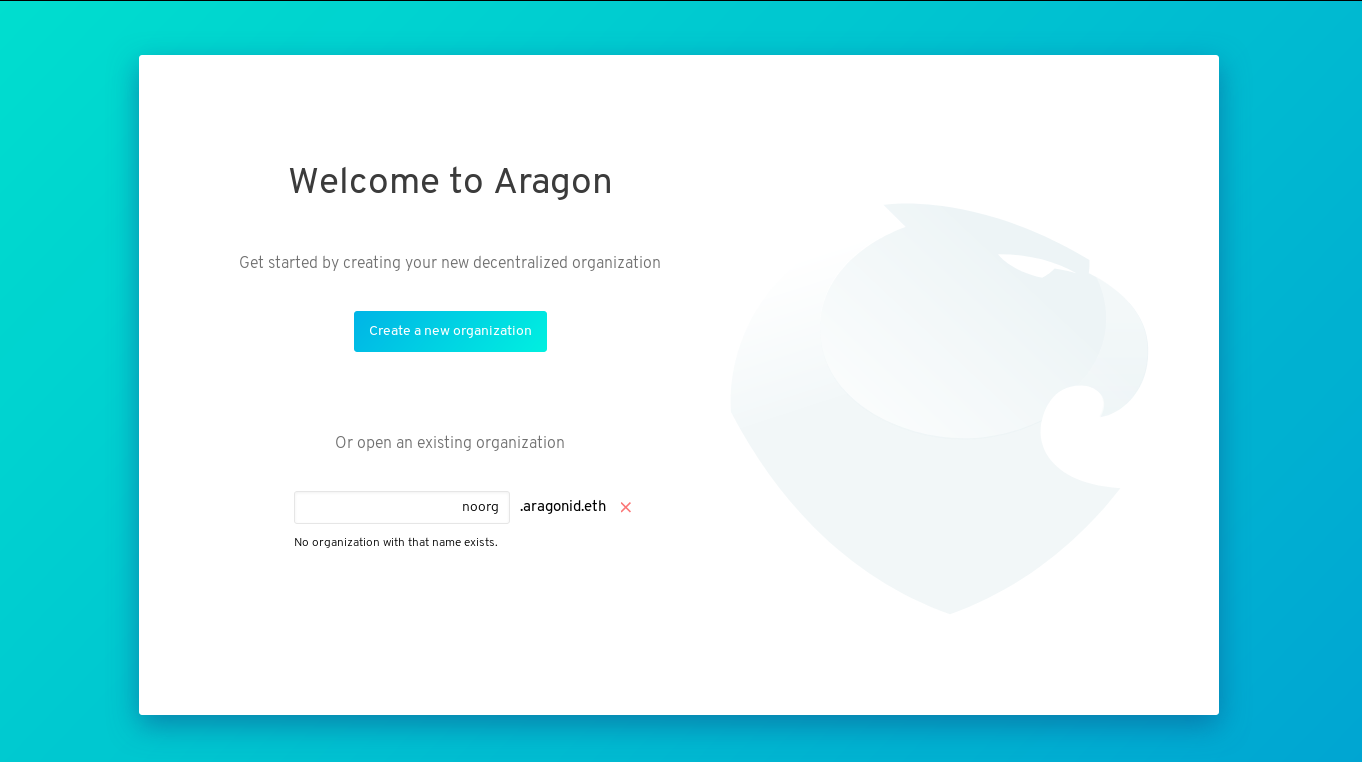 Welcome to Aragon
Get started by creating your new decentralized organization
Create a new organization
Or open an existing organization
noorg .aragonid.eth
No organization with that name exists.